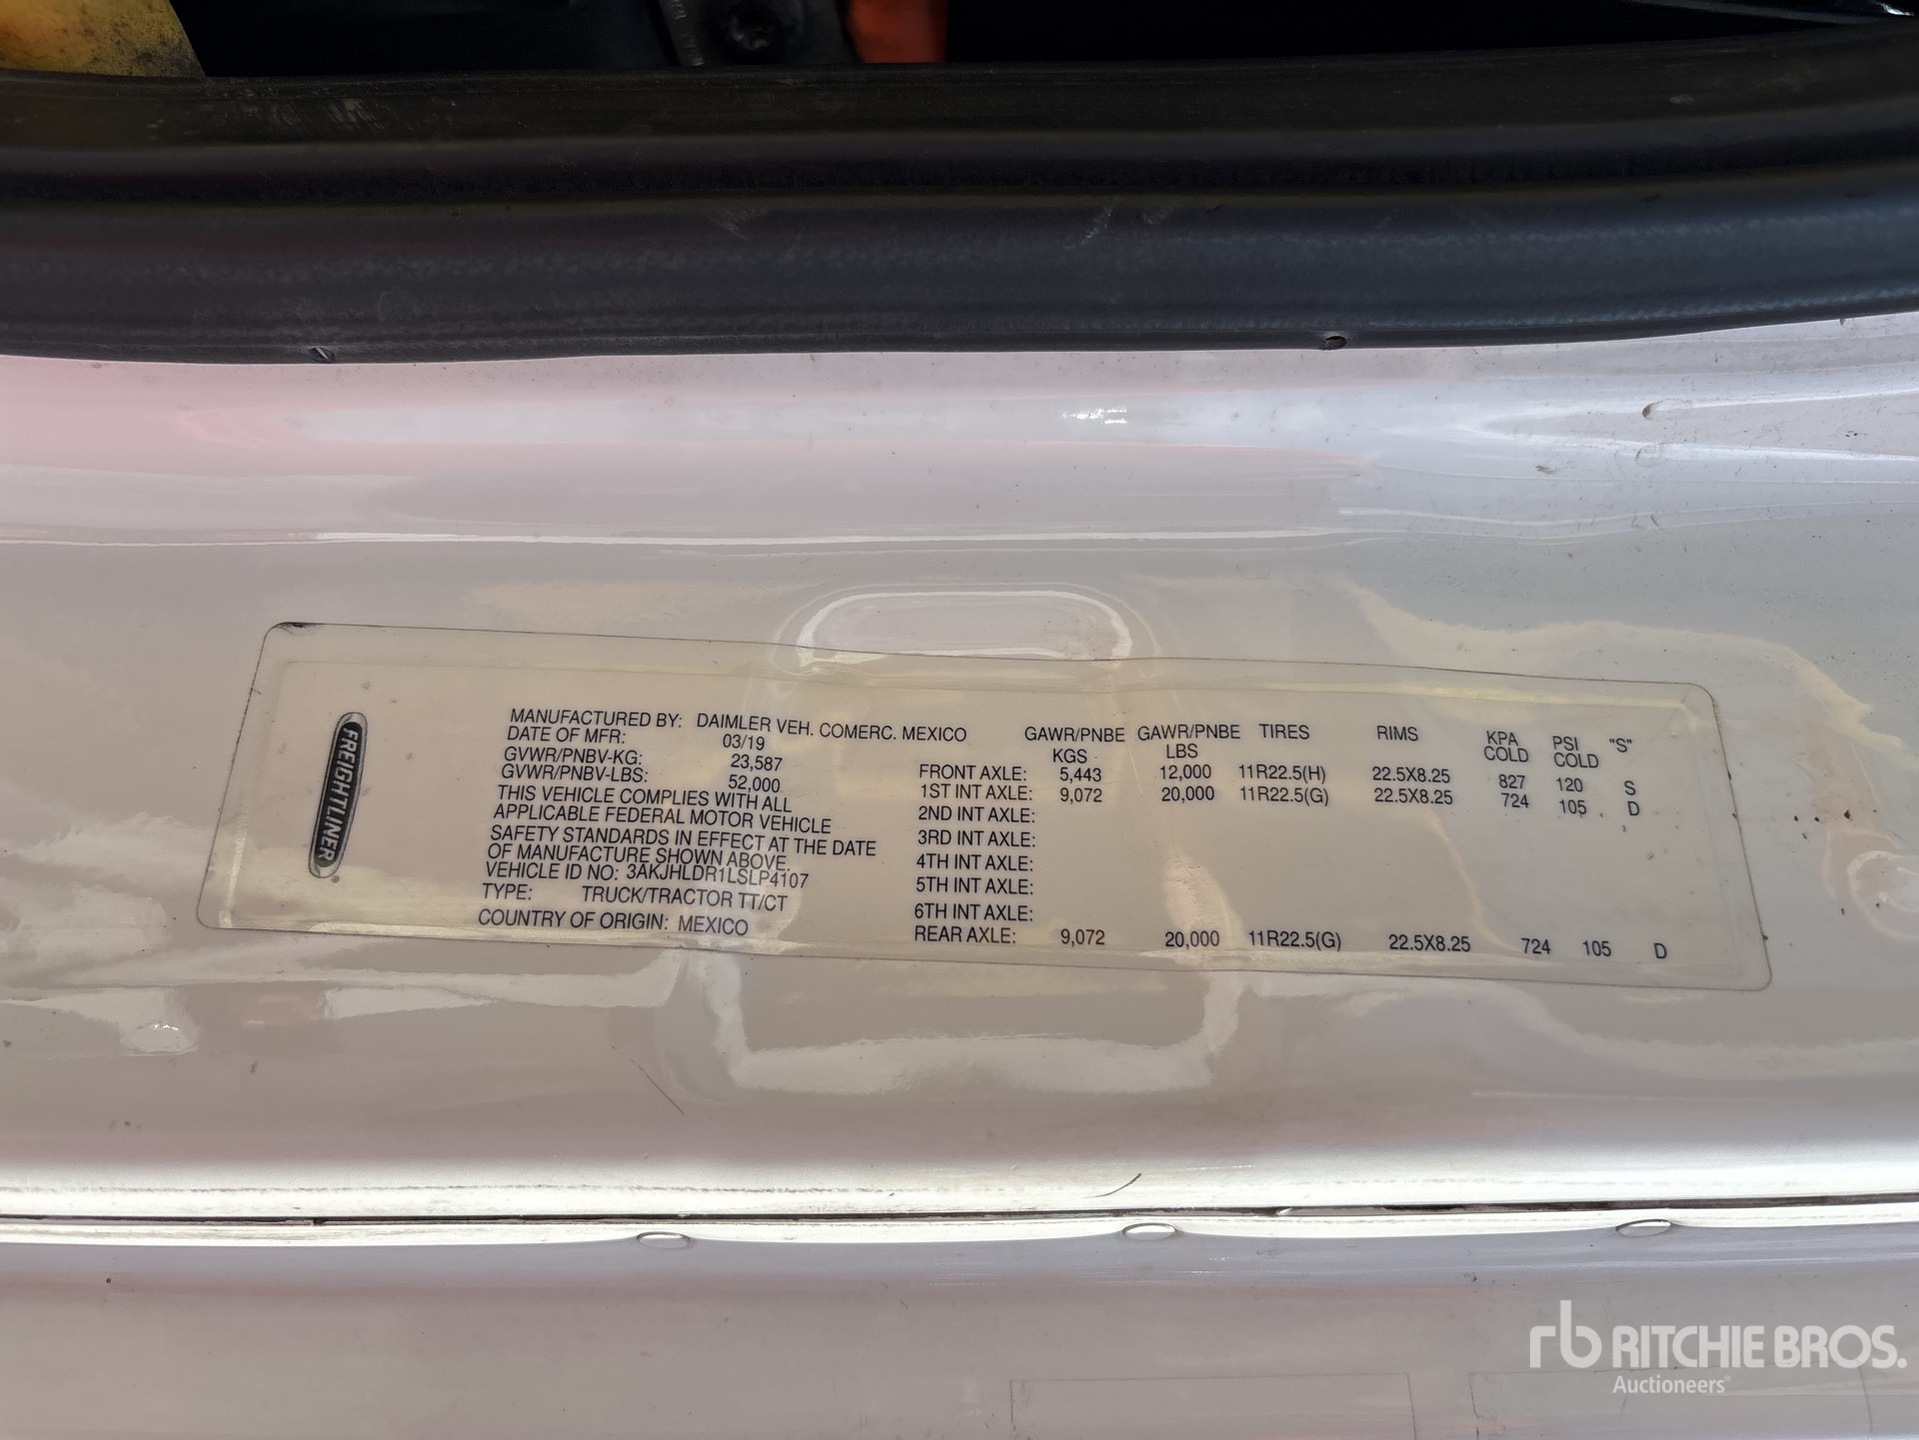 FREIGHTLINER
MANUFACTURED BY: DAIMLER VEH. COMERC. MEXICO
DATE OF MFR: 03/19
GVWR/PNBV-KG: 23,587
GVWR/PNBV-LBS: 52,000
THIS VEHICLE COMPLIES WITH ALL
APPLICABLE FEDERAL MOTOR VEHICLE
SAFETY STANDARDS IN EFFECT AT THE DATE
OF MANUFACTURE SHOWN ABOVE.
VEHICLE ID NO: 3AKJHLDR1LSLP4107
TYPE: TRUCK/TRACTOR TT/CT
COUNTRY OF ORIGIN: MEXICO
GAWR/PNBE GAWR/PNBE TIRES RIMS KPA PSI "S"
KGS LBS COLD COLD
FRONT AXLE: 5,443 12,000 11R22.5(H) 22.5X8.25 827 120 S
1ST INT AXLE: 9,072 20,000 11R22.5(G) 22.5X8.25 724 105 D
2ND INT AXLE:
3RD INT AXLE:
4TH INT AXLE:
5TH INT AXLE:
6TH INT AXLE:
REAR AXLE: 9,072 20,000 11R22.5(G) 22.5X8.25 724 105 D
rb RITCHIE BROS.
Auctioneers